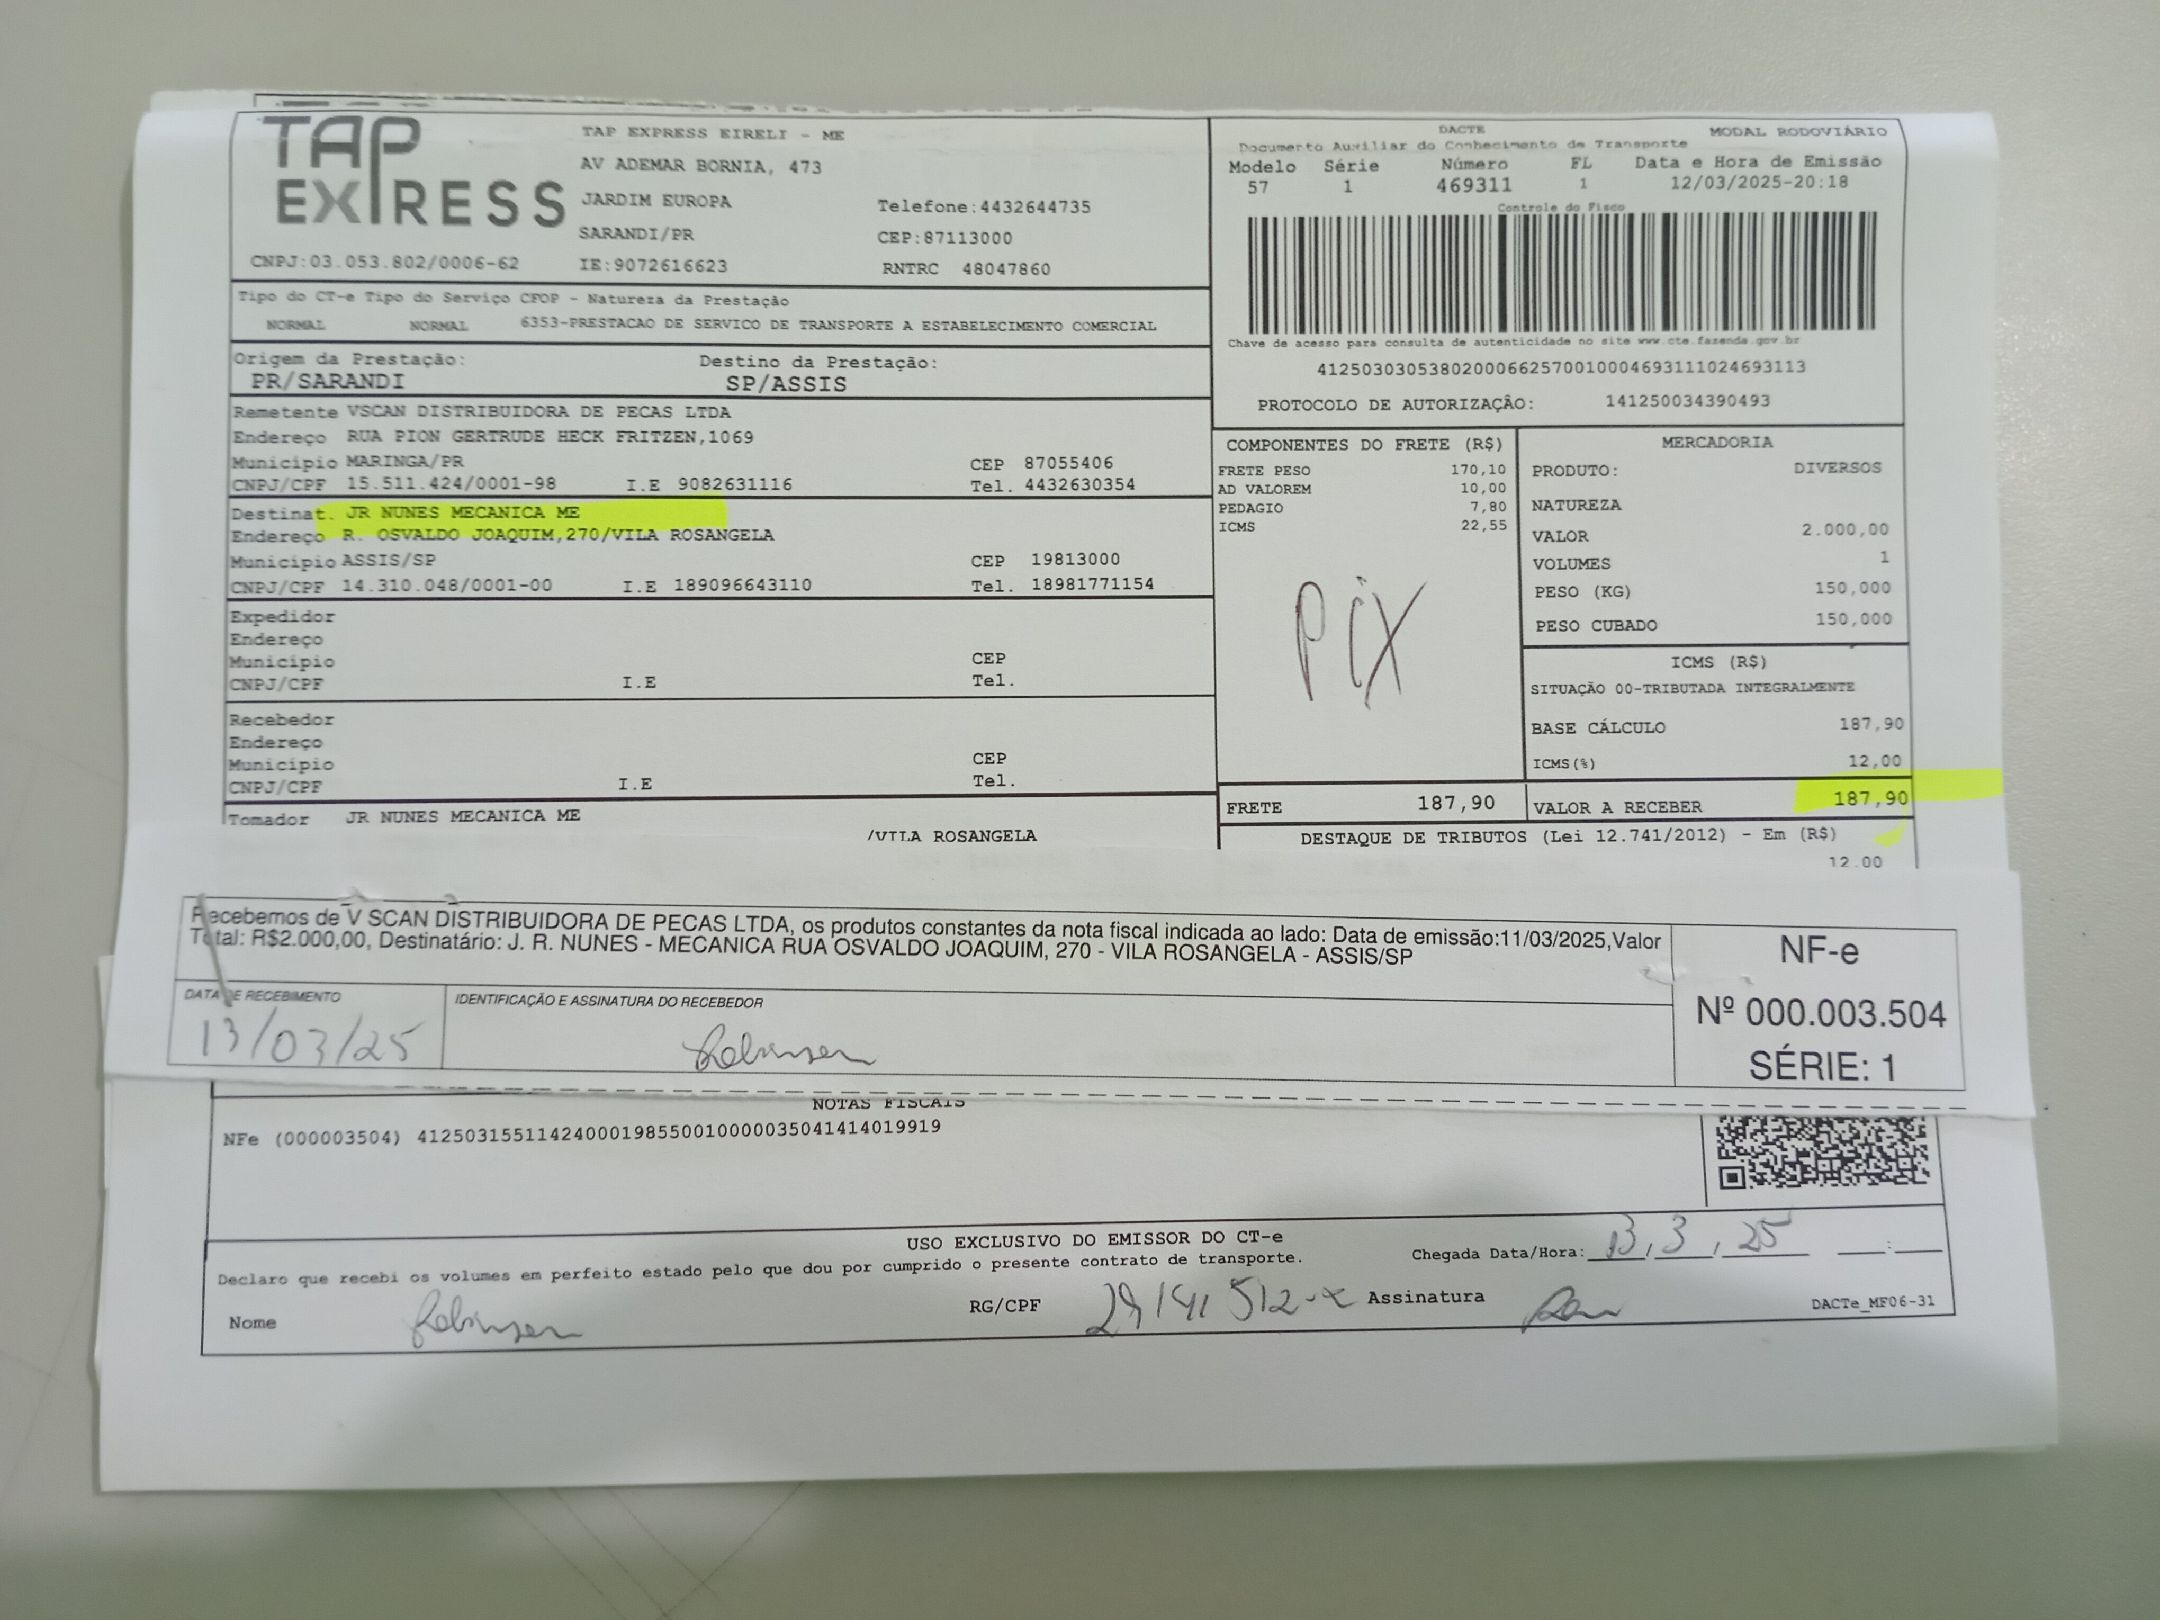 TAP EXPRESS
TAP EXPRESS EIRELI - ME
AV ADEMAR BORNIA, 473
JARDIM EUROPA Telefone:4432644735
SARANDI/PR CEP:87113000
CNPJ:03.053.802/0006-62 IE:9072616623 RNTRC 48047860
DACTE MODAL RODOVIÁRIO
Documento Auxiliar do Conhecimento de Transporte
Modelo Série Número FL Data e Hora de Emissão
57 1 469311 1 12/03/2025-20:18
Controle do Fisco
Chave de acesso para consulta de autenticidade no site www.cte.fazenda.gov.br
41250303053802000662570010004693111024693113
PROTOCOLO DE AUTORIZAÇÃO: 141250034390493
Tipo do CT-e Tipo do Serviço CFOP - Natureza da Prestação
NORMAL NORMAL 6353-PRESTACAO DE SERVICO DE TRANSPORTE A ESTABELECIMENTO COMERCIAL
Origem da Prestação: Destino da Prestação:
PR/SARANDI SP/ASSIS
Remetente VSCAN DISTRIBUIDORA DE PECAS LTDA
Endereço RUA PION GERTRUDE HECK FRITZEN,1069
Município MARINGA/PR CEP 87055406
CNPJ/CPF 15.511.424/0001-98 I.E 9082631116 Tel. 4432630354
Destinat. JR NUNES MECANICA ME
Endereço R. OSVALDO JOAQUIM,270/VILA ROSANGELA
Município ASSIS/SP CEP 19813000
CNPJ/CPF 14.310.048/0001-00 I.E 189096643110 Tel. 18981771154
Expedidor
Endereço
Município CEP
CNPJ/CPF I.E Tel.
Recebedor
Endereço
Município CEP
CNPJ/CPF I.E Tel.
Tomador JR NUNES MECANICA ME
/VILA ROSANGELA
COMPONENTES DO FRETE (R$)
FRETE PESO 170,10
AD VALOREM 10,00
PEDAGIO 7,80
ICMS 22,55
PIX
FRETE 187,90
MERCADORIA
PRODUTO: DIVERSOS
NATUREZA
VALOR 2.000,00
VOLUMES 1
PESO (KG) 150,000
PESO CUBADO 150,000
ICMS (R$)
SITUAÇÃO 00-TRIBUTADA INTEGRALMENTE
BASE CÁLCULO 187,90
ICMS(%) 12,00
VALOR A RECEBER 187,90
DESTAQUE DE TRIBUTOS (Lei 12.741/2012) - Em (R$)
12.00
Recebemos de V SCAN DISTRIBUIDORA DE PECAS LTDA, os produtos constantes da nota fiscal indicada ao lado: Data de emissão:11/03/2025,Valor
Total: R$2.000,00, Destinatário: J. R. NUNES - MECANICA RUA OSVALDO JOAQUIM, 270 - VILA ROSANGELA - ASSIS/SP
DATA DE RECEBIMENTO IDENTIFICAÇÃO E ASSINATURA DO RECEBEDOR
13/03/25
NF-e
Nº 000.003.504
SÉRIE: 1
NOTAS FISCAIS
NFe (000003504) 41250315511424000198550010000035041414019919
USO EXCLUSIVO DO EMISSOR DO CT-e
Declaro que recebi os volumes em perfeito estado pelo que dou por cumprido o presente contrato de transporte.
Chegada Data/Hora: 13,3,25 :
Nome RG/CPF Assinatura DACTe_MF06-31